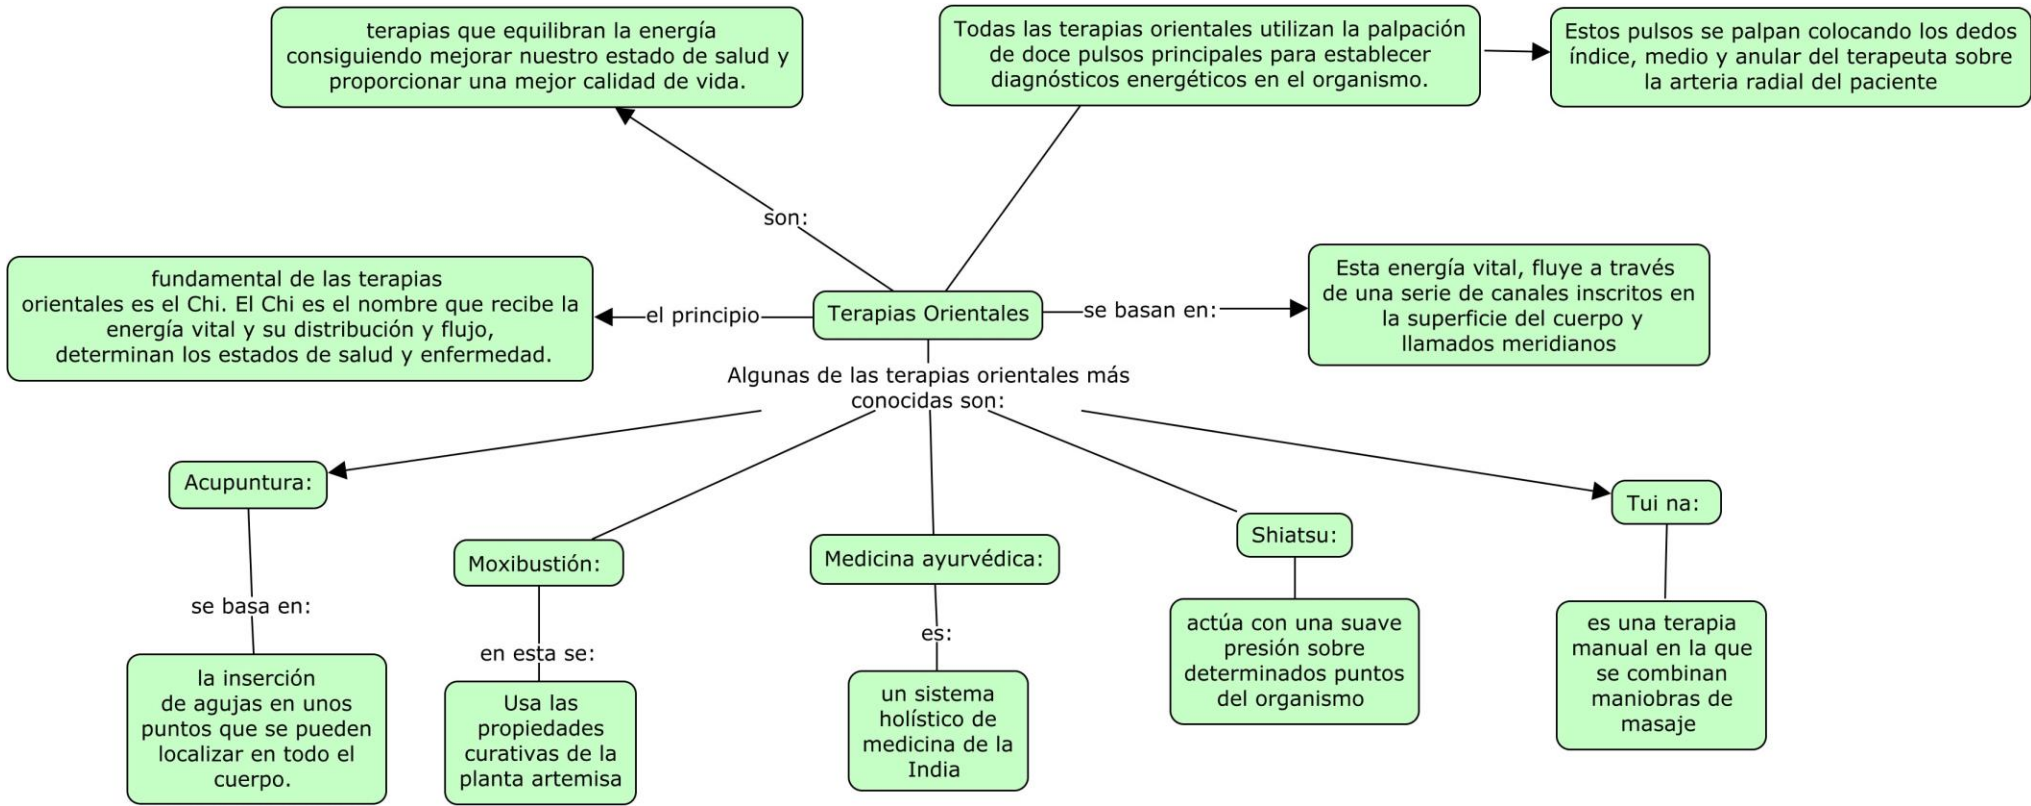 terapias que equilibran la energía
consiguiendo mejorar nuestro estado de salud y
proporcionar una mejor calidad de vida.
Todas las terapias orientales utilizan la palpación
de doce pulsos principales para establecer
diagnósticos energéticos en el organismo.
Estos pulsos se palpan colocando los dedos
índice, medio y anular del terapeuta sobre
la arteria radial del paciente
son:
fundamental de las terapias
orientales es el Chi. El Chi es el nombre que recibe la
energía vital y su distribución y flujo,
determinan los estados de salud y enfermedad.
el principio
Terapias Orientales
se basan en:
Esta energía vital, fluye a través
de una serie de canales inscritos en
la superficie del cuerpo y
llamados meridianos
Algunas de las terapias orientales más
conocidas son:
Acupuntura:
se basa en:
la inserción
de agujas en unos
puntos que se pueden
localizar en todo el
cuerpo.
Moxibustión:
en esta se:
Usa las
propiedades
curativas de la
planta artemisa
Medicina ayurvédica:
es:
un sistema
holístico de
medicina de la
India
Shiatsu:
actúa con una suave
presión sobre
determinados puntos
del organismo
Tui na:
es una terapia
manual en la que
se combinan
maniobras de
masaje